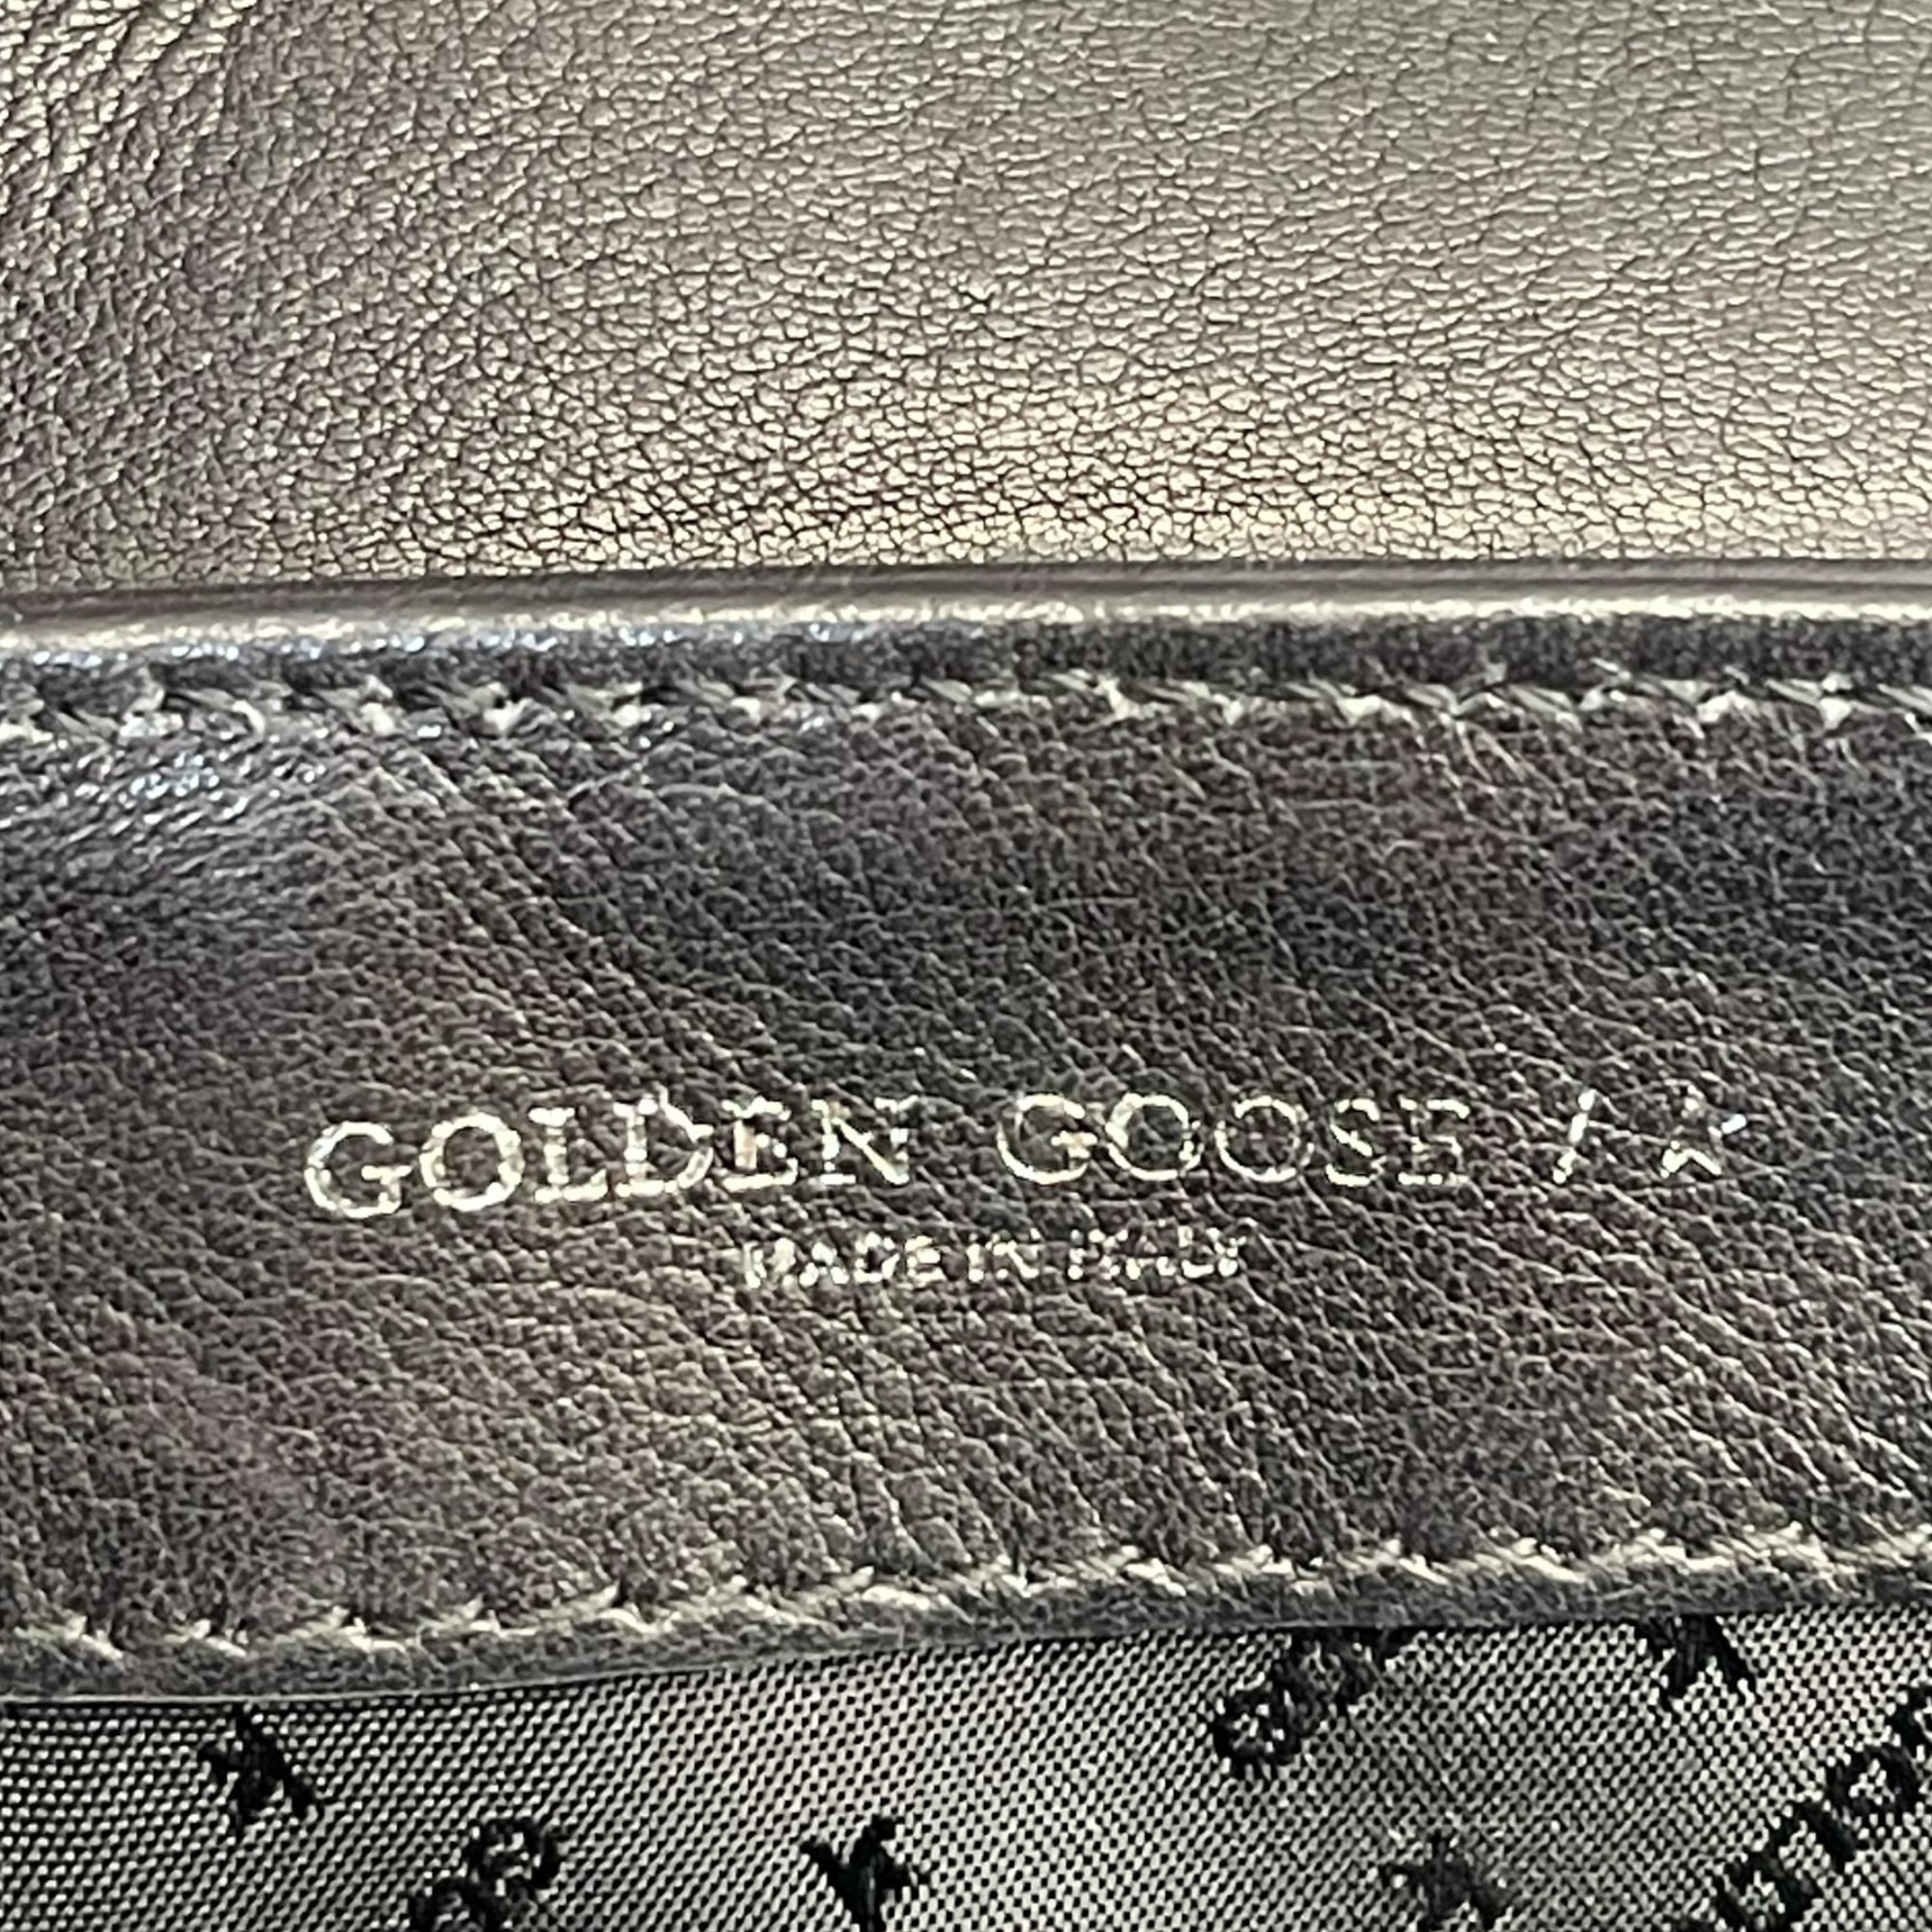 GOLDEN GOOSE / ☆
MADE IN ITALY